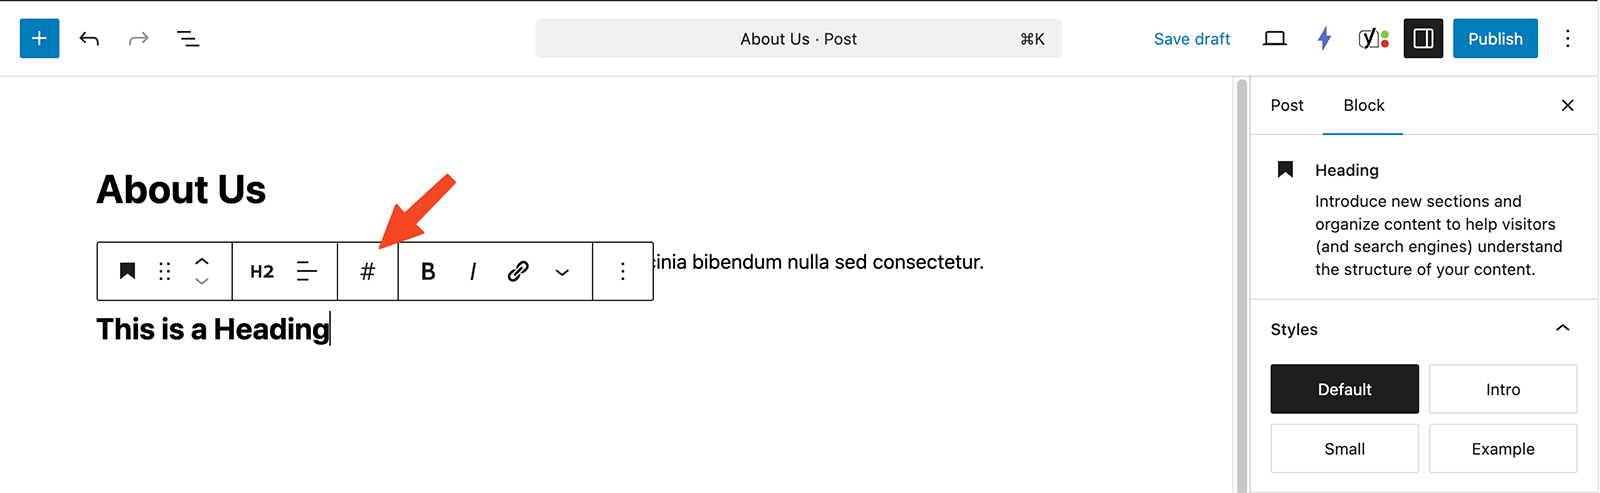 About Us · Post ⌘K
Save draft
Publish
About Us
H2 # B I
cinia bibendum nulla sed consectetur.
This is a Heading
Post Block
Heading
Introduce new sections and
organize content to help visitors
(and search engines) understand
the structure of your content.
Styles
Default Intro
Small Example